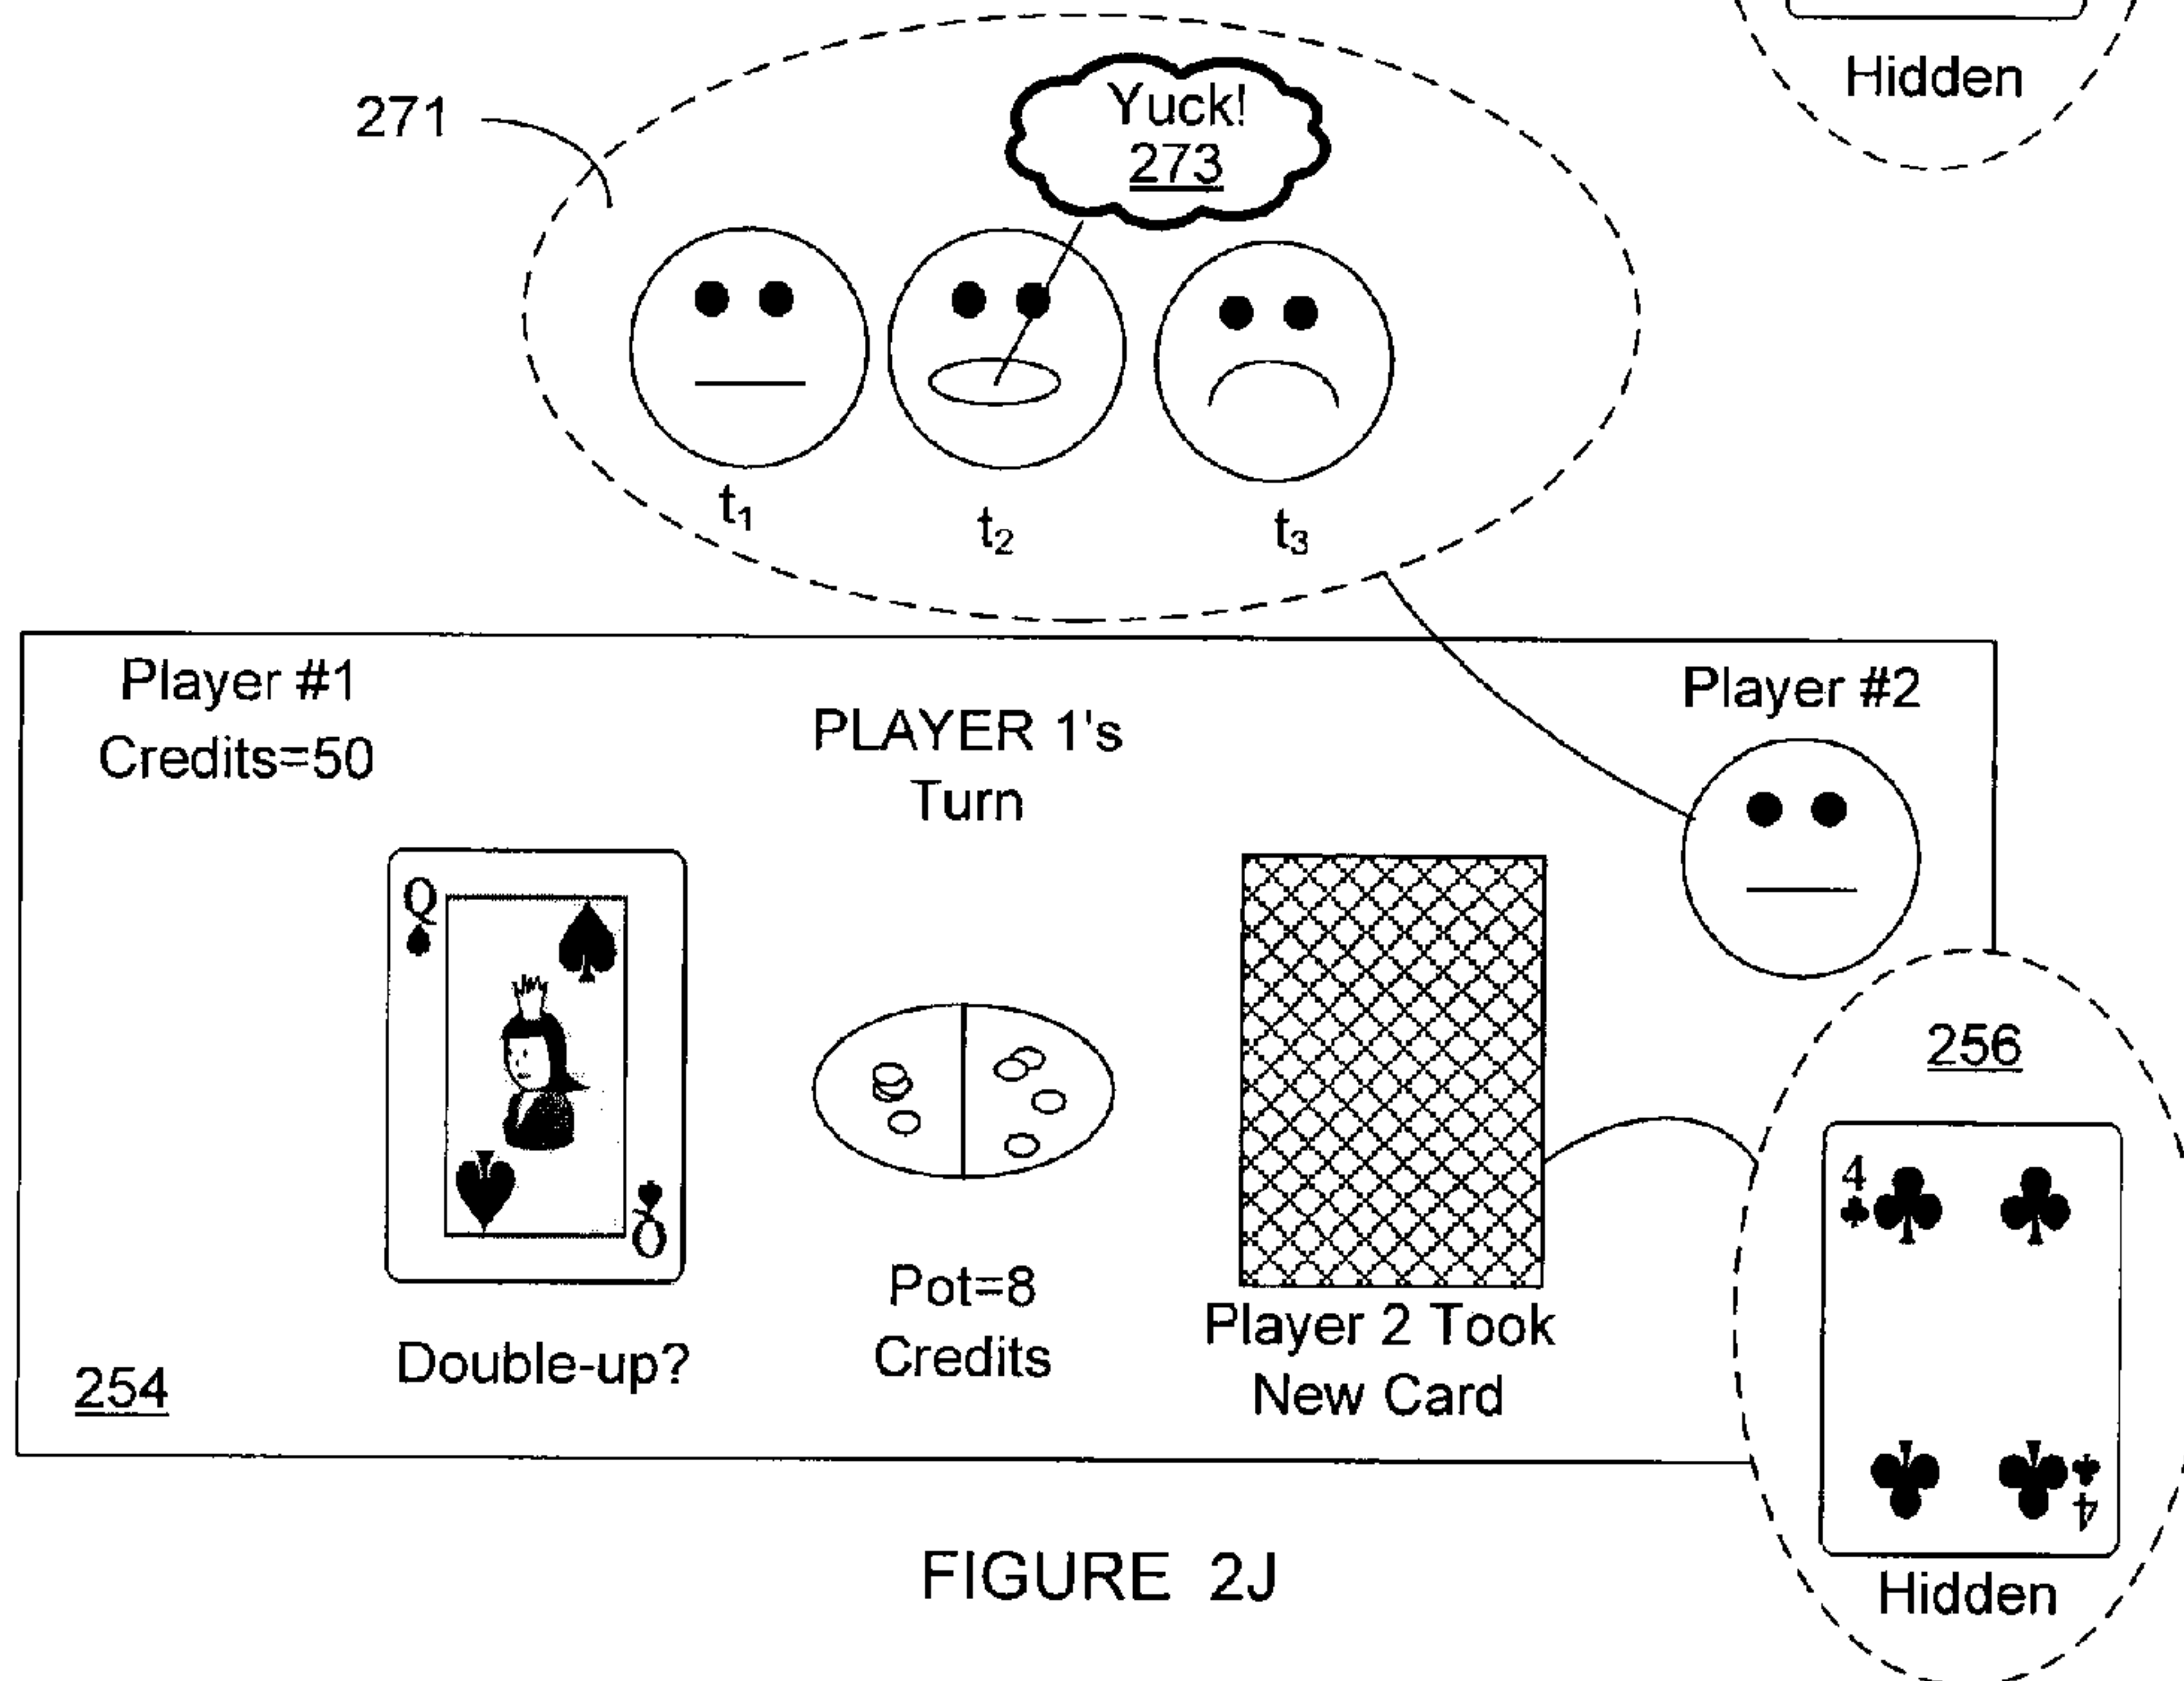 Hidden
271
Yuck!
273
t1
t2
t3
Player #1
Credits=50
PLAYER 1's
Turn
Player #2
Q
Q
256
4
4
Pot=8
Credits
Player 2 Took
New Card
Double-up?
254
Hidden
FIGURE 2J